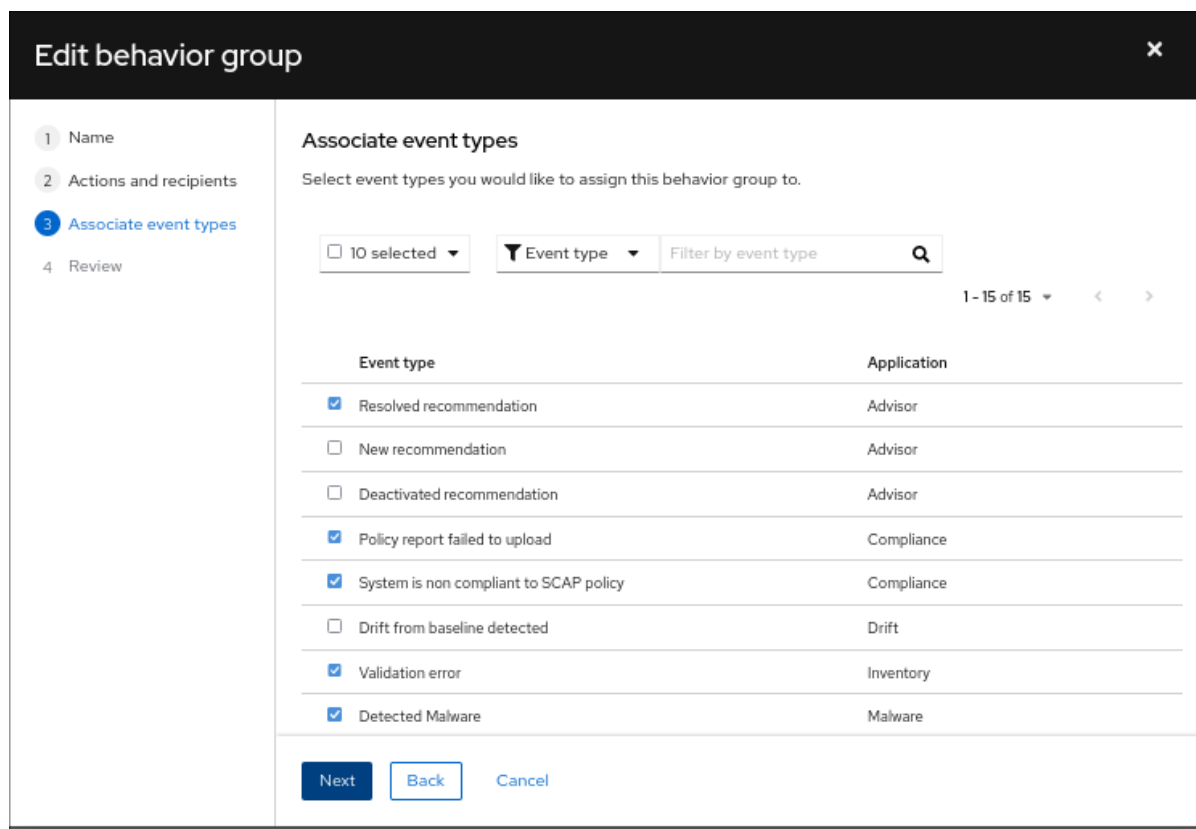 Edit behavior group
1 Name
2 Actions and recipients
3 Associate event types
4 Review
Associate event types
Select event types you would like to assign this behavior group to.
10 selected Event type Filter by event type
1 - 15 of 15
Event type Application
Resolved recommendation Advisor
New recommendation Advisor
Deactivated recommendation Advisor
Policy report failed to upload Compliance
System is non compliant to SCAP policy Compliance
Drift from baseline detected Drift
Validation error Inventory
Detected Malware Malware
Next Back Cancel